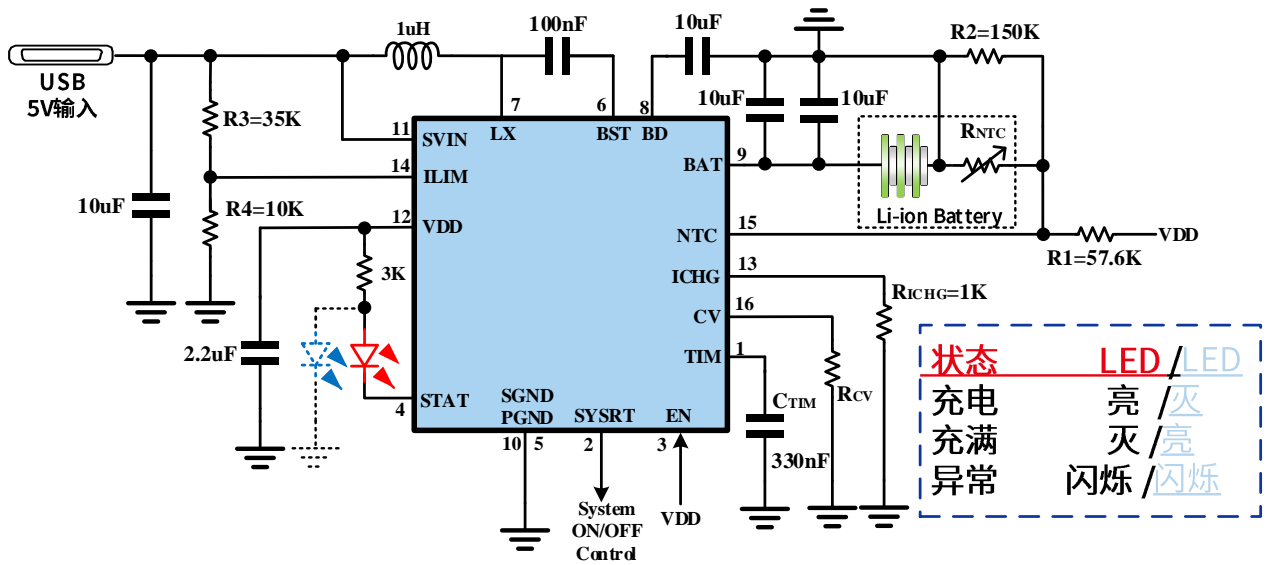 1uH
100nF
10uF
R2=150K
USB
5V输入
R3=35K
7
6
8
10uF
10uF
RNTC
11
SVIN
LX
BST
BD
14
ILIM
BAT
9
10uF
R4=10K
12
VDD
Li-ion Battery
NTC
15
VDD
R1=57.6K
3K
ICHG
13
RICHG=1K
CV
16
2.2uF
TIM
1
状态 LED /LED
充电 亮 /灭
充满 灭 /亮
异常 闪烁 /闪烁
4
STAT
SGND
PGND
SYSRT
EN
CTIM
RCV
10
5
2
3
330nF
System
ON/OFF
Control
VDD